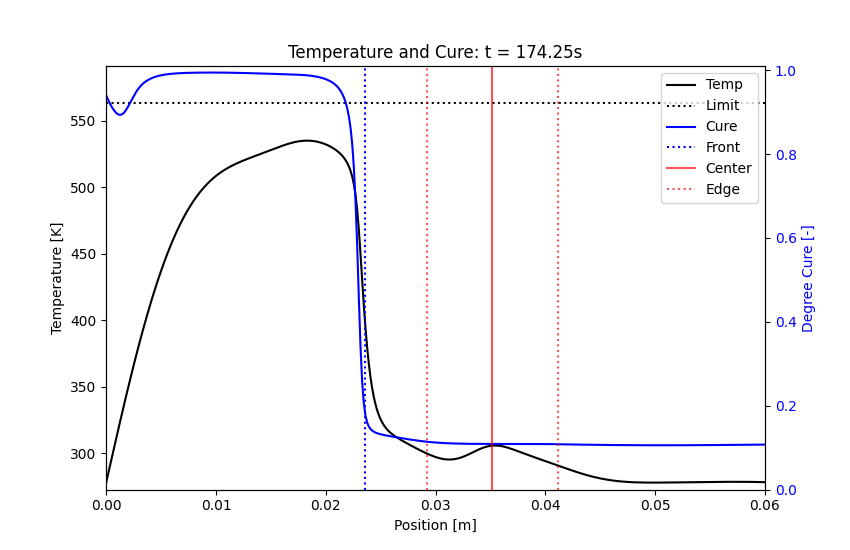 Temperature and Cure: t = 174.25s
Temperature [K]
550
500
450
400
350
300
Temp
Limit
Cure
Front
Center
Edge
1.0
0.8
0.6
0.4
0.2
0.0
Degree Cure [-]
0.00 0.01 0.02 0.03 0.04 0.05 0.06
Position [m]